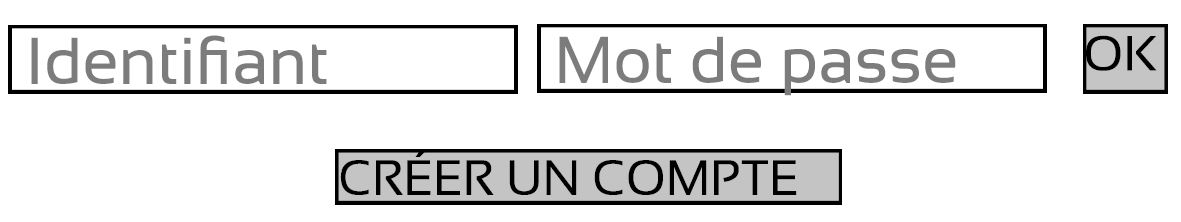 Identifiant Mot de passe OK
CRÉER UN COMPTE